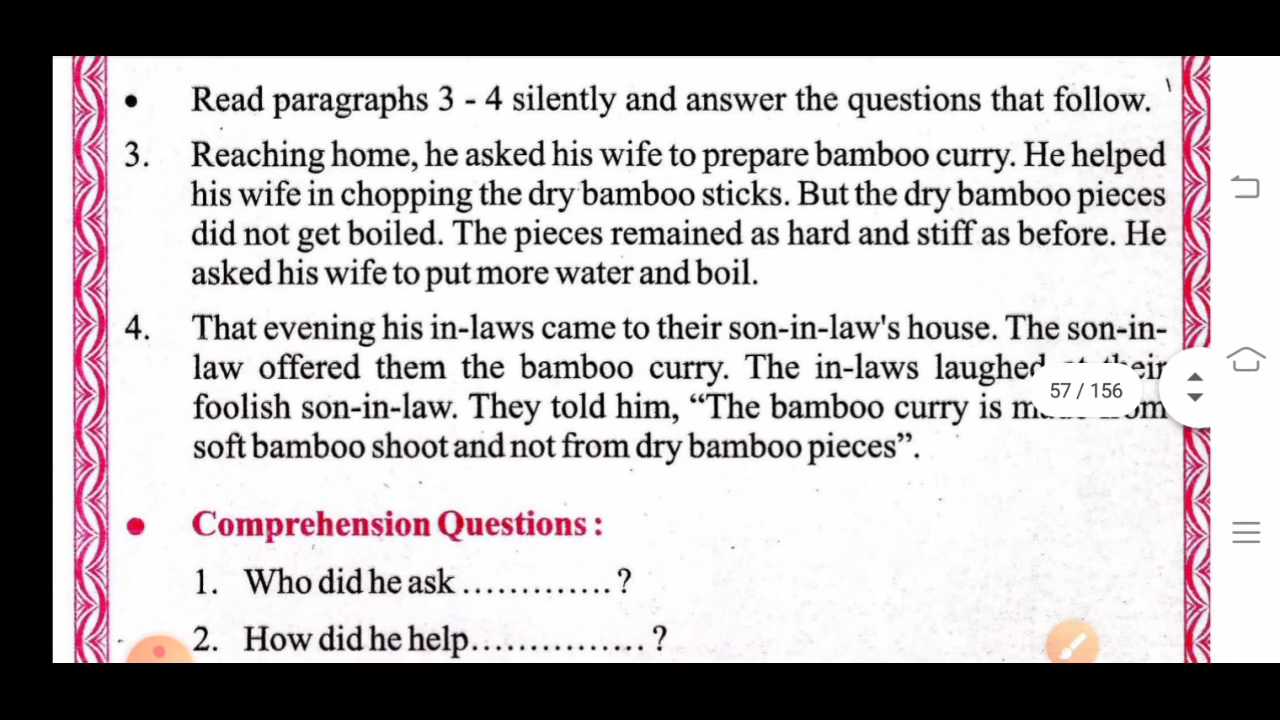 • Read paragraphs 3 - 4 silently and answer the questions that follow.
3. Reaching home, he asked his wife to prepare bamboo curry. He helped
his wife in chopping the dry bamboo sticks. But the dry bamboo pieces
did not get boiled. The pieces remained as hard and stiff as before. He
asked his wife to put more water and boil.
4. That evening his in-laws came to their son-in-law's house. The son-in-
law offered them the bamboo curry. The in-laws laughed
foolish son-in-law. They told him, “The bamboo curry is
soft bamboo shoot and not from dry bamboo pieces”.
57 / 156
• Comprehension Questions :
1. Who did he ask .............?
2. How did he help...............?